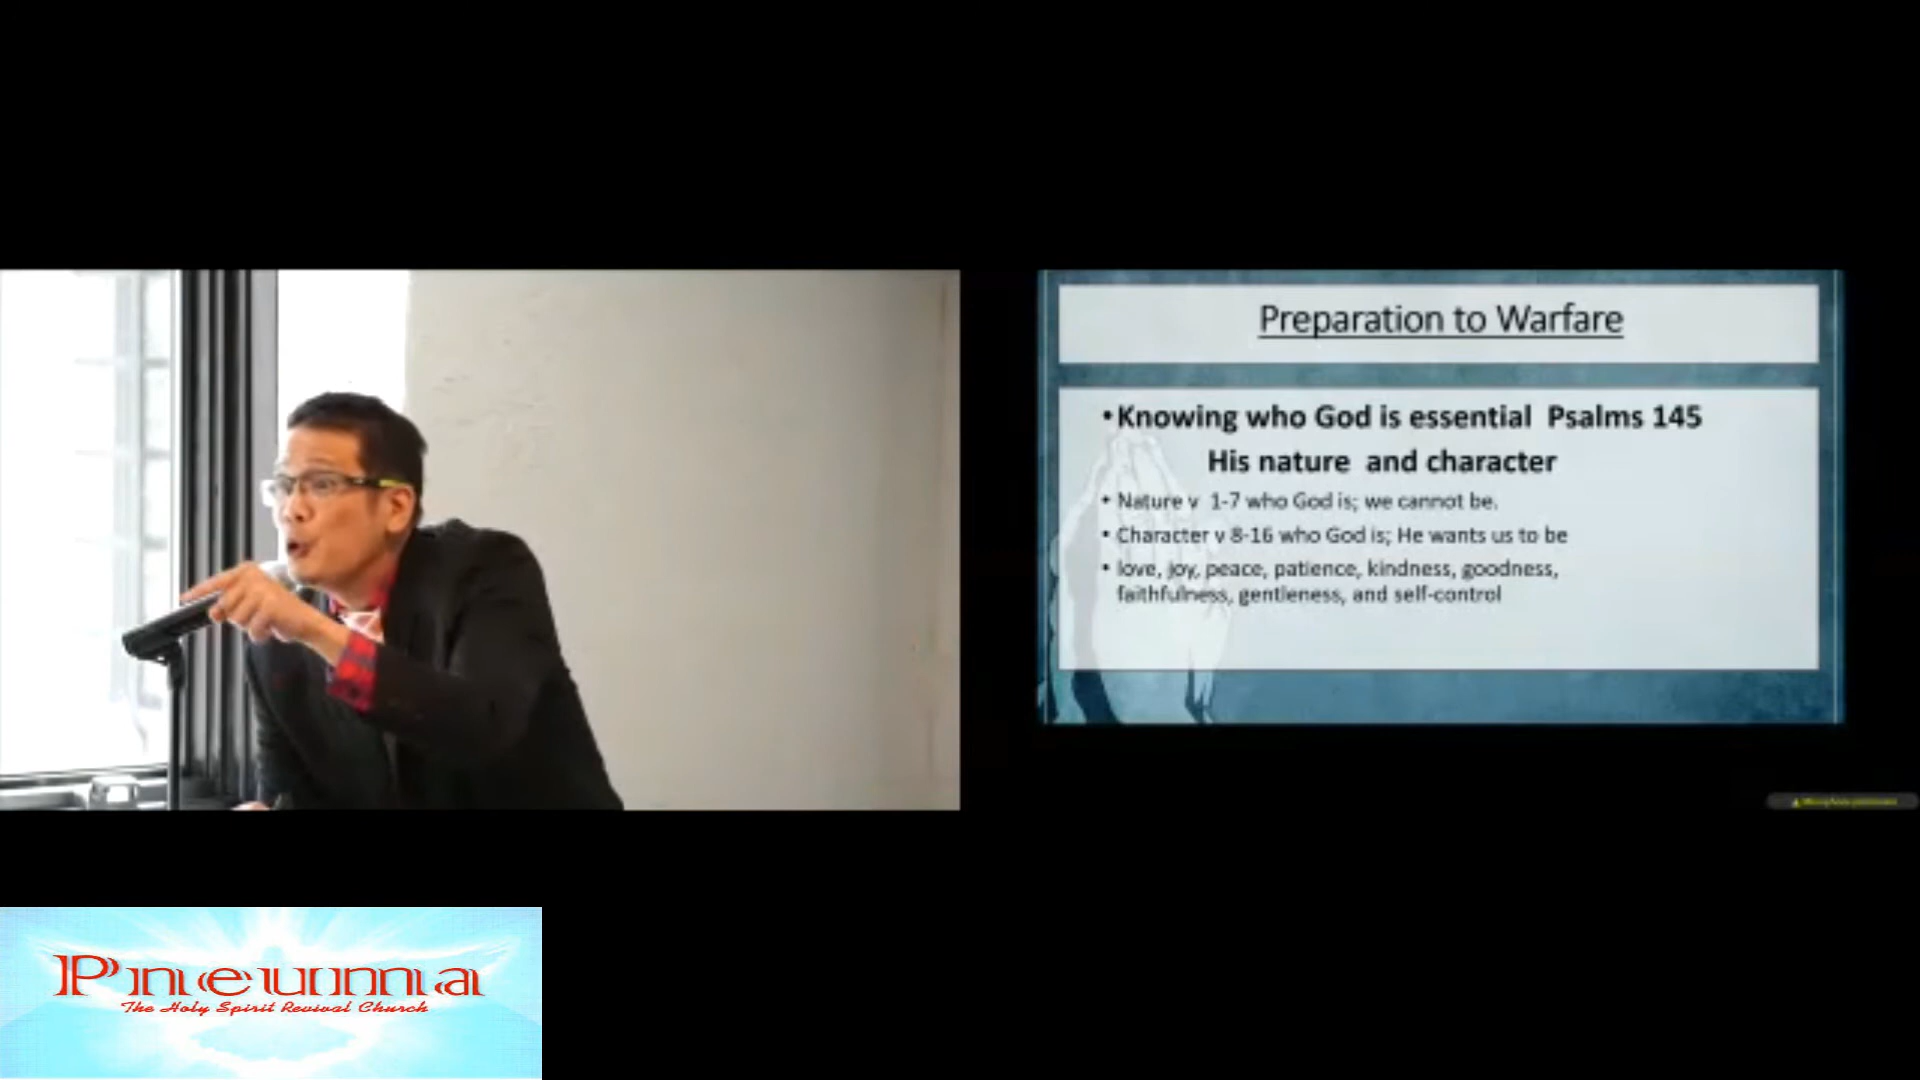 Preparation to Warfare
•Knowing who God is essential Psalms 145
His nature and character
• Nature v 1-7 who God is; we cannot be.
• Character v 8-16 who God is; He wants us to be
• love, joy, peace, patience, kindness, goodness,
faithfulness, gentleness, and self-control
Pneuma
The Holy Spirit Revival Church